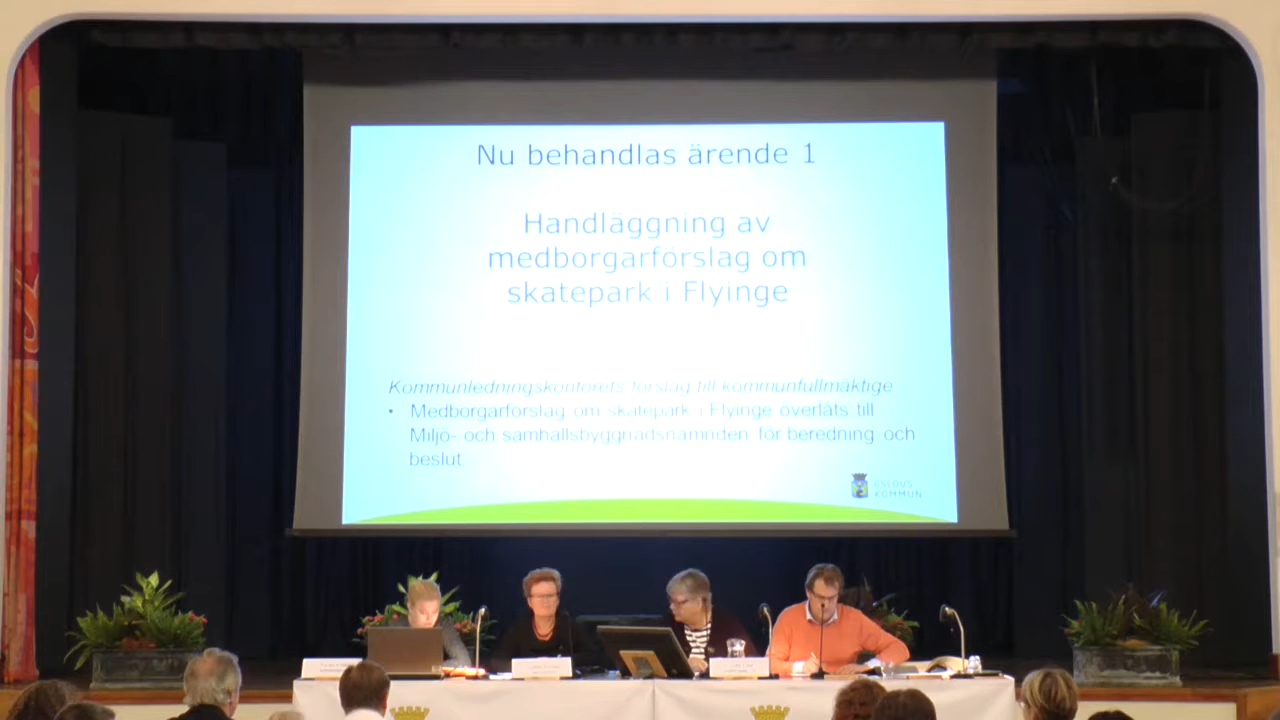 Nu behandlas ärende 1
Handläggning av
medborgarförslag om
skatepark i Flyinge
Kommunledningskontorets förslag till kommunfullmäktige
• Medborgarförslag om skatepark i Flyinge överlåts till
Miljö- och samhällsbyggnadsnämnden för beredning och
beslut
ESLÖVS
KOMMUN